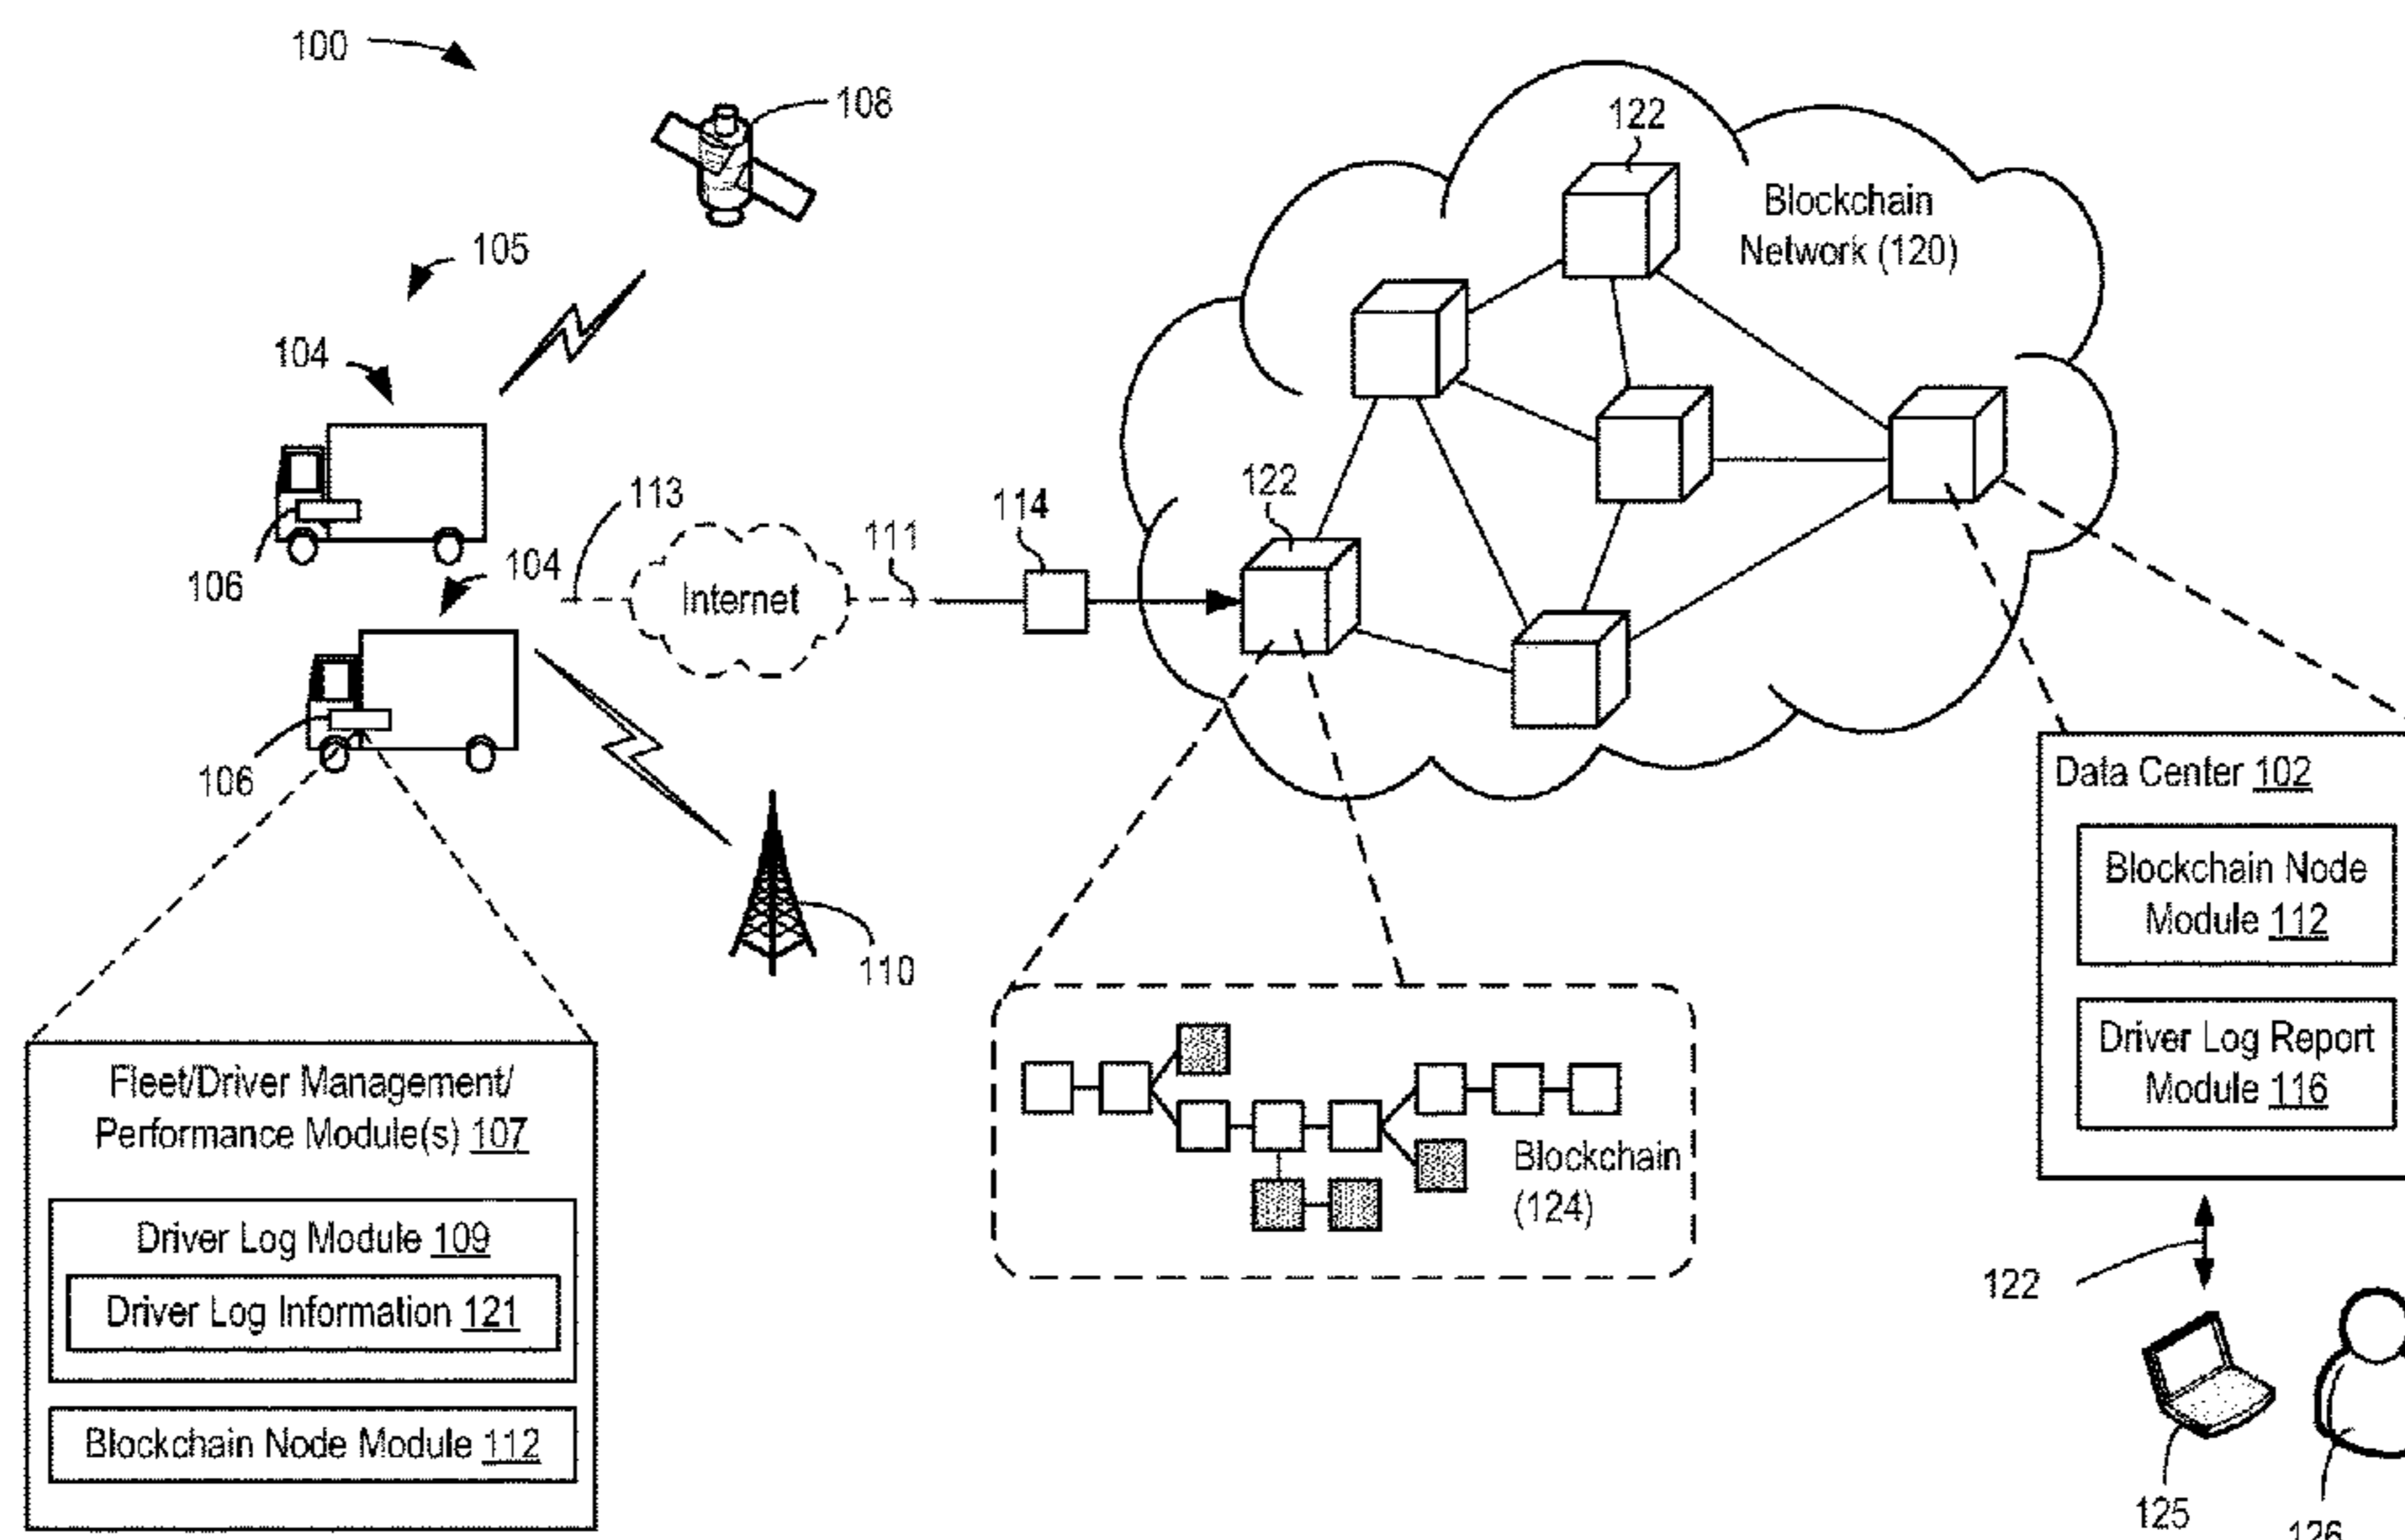 100
108
105
104
106
104
106
113
Internet
111
114
110
122
122
Blockchain
Network (120)
Fleet/Driver Management/
Performance Module(s) 107
Driver Log Module 109
Driver Log Information 121
Blockchain Node Module 112
Blockchain
(124)
Data Center 102
Blockchain Node
Module 112
Driver Log Report
Module 116
122
125
126